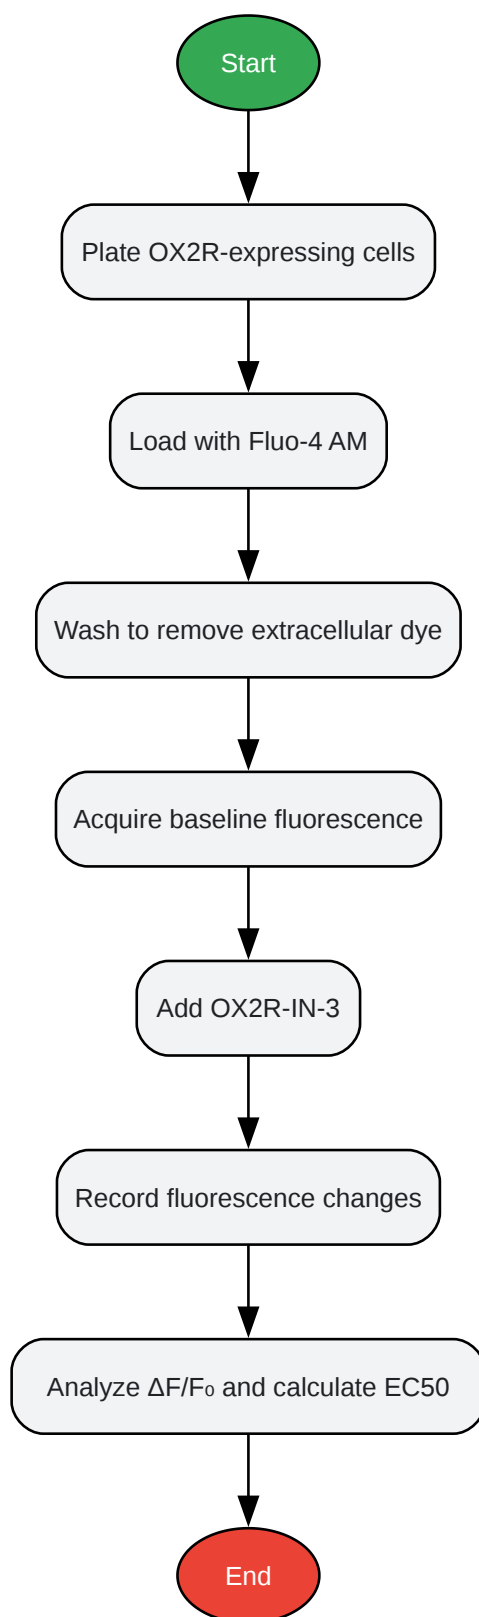 Start
Plate OX2R-expressing cells
Load with Fluo-4 AM
Wash to remove extracellular dye
Acquire baseline fluorescence
Add OX2R-IN-3
Record fluorescence changes
Analyze ΔF/F₀ and calculate EC50
End